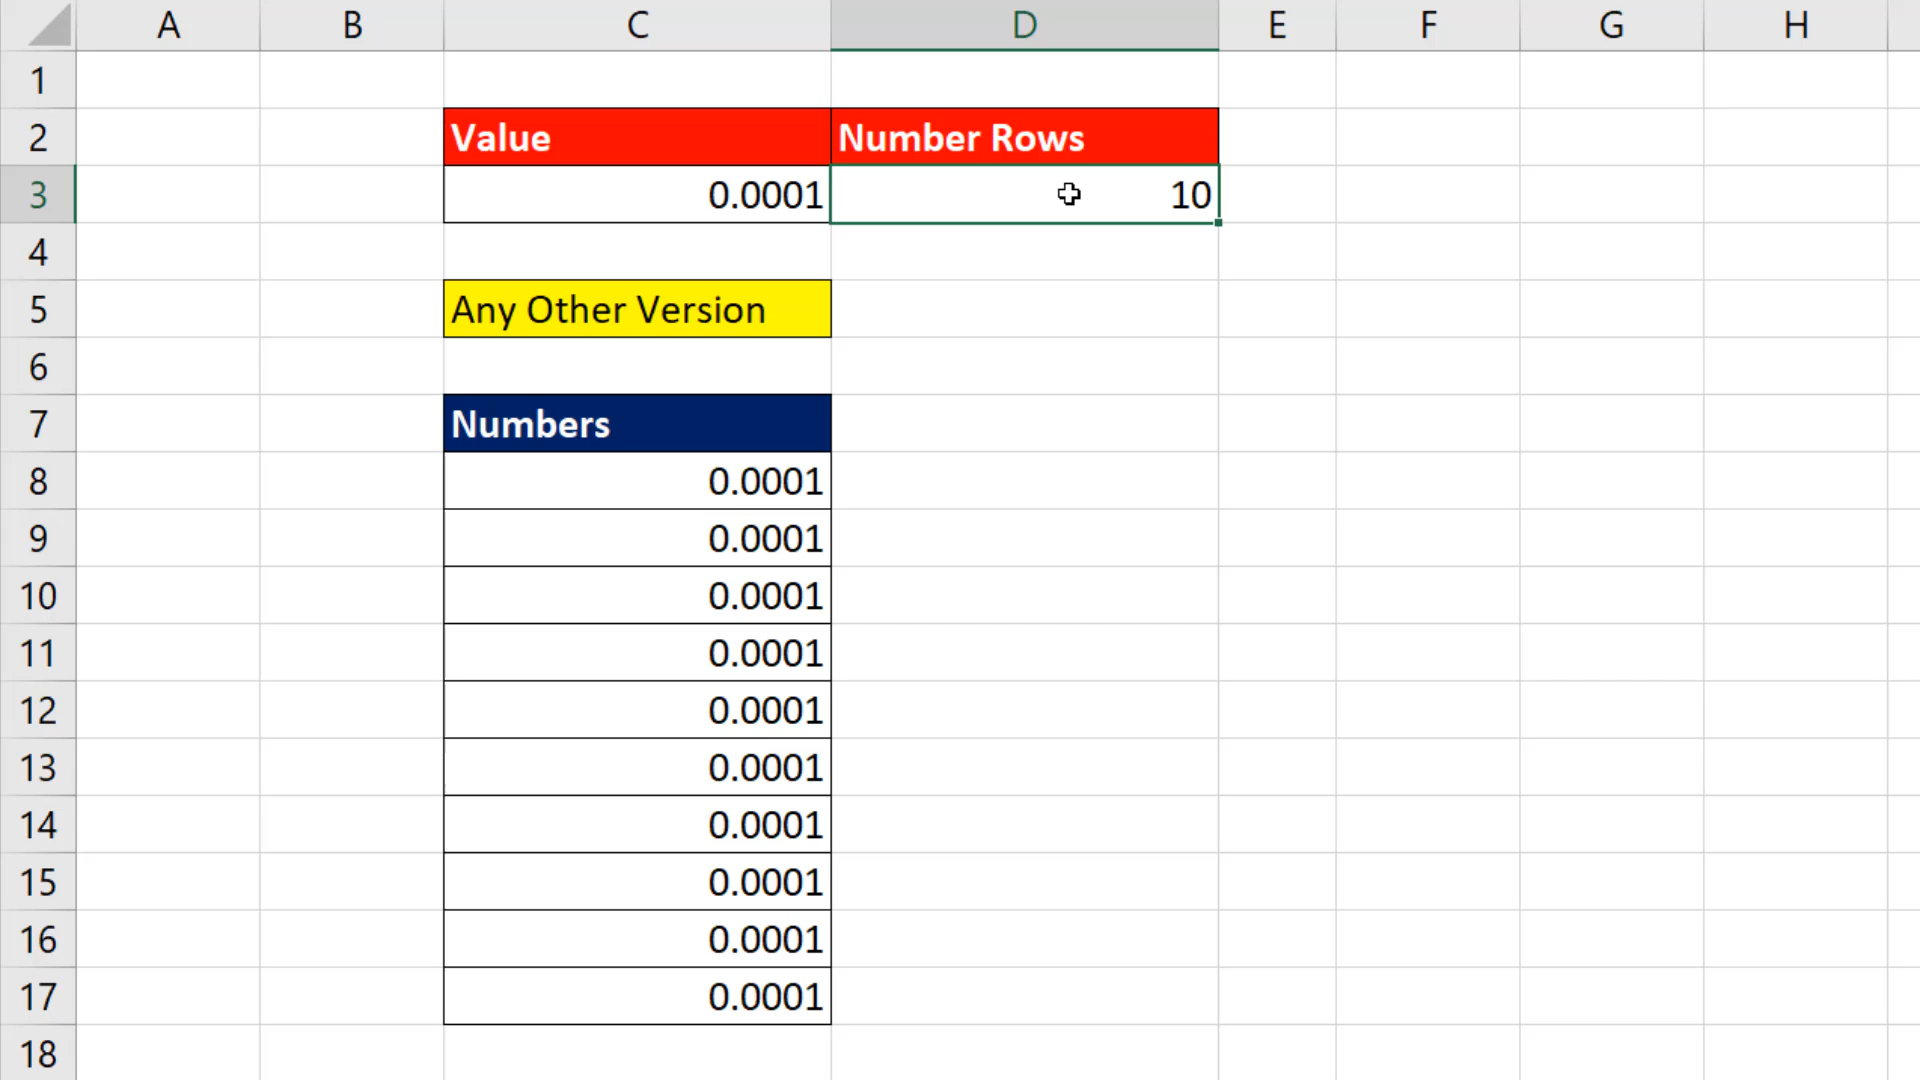 A B C D E F G H
1
2 Value Number Rows
3 0.0001 10
4
5 Any Other Version
6
7 Numbers
8 0.0001
9 0.0001
10 0.0001
11 0.0001
12 0.0001
13 0.0001
14 0.0001
15 0.0001
16 0.0001
17 0.0001
18